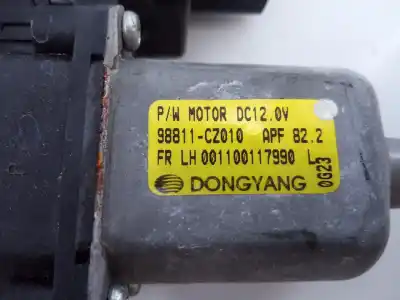 P/W MOTOR DC12.0V
98811-CZ010 APF 82.2
FR LH 001100117990 L
DONGYANG
0G23